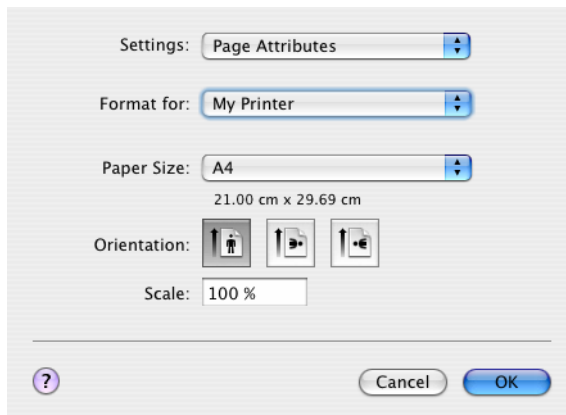 Settings: Page Attributes
Format for: My Printer
Paper Size: A4
21.00 cm x 29.69 cm
Orientation:
Scale: 100 %
? Cancel OK